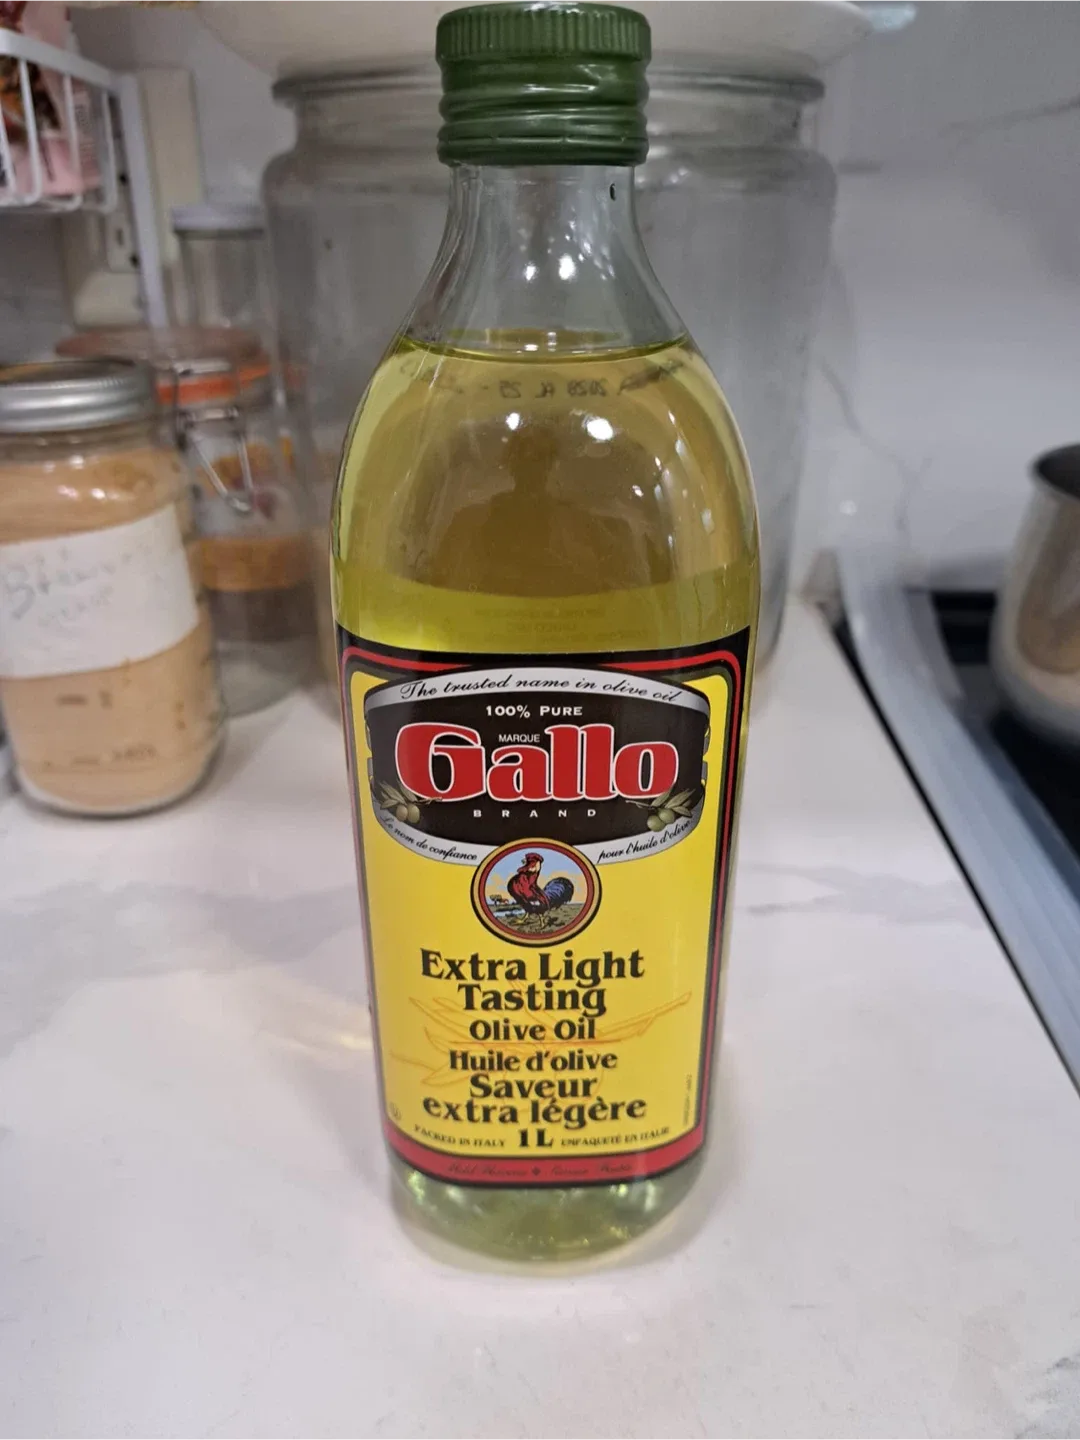 The trusted name in olive oil
100% PURE
MARQUE
Gallo
BRAND
Le nom de confiance pour l'huile d'olive
Extra Light
Tasting
Olive Oil
Huile d'olive
Saveur
extra légère
PACKED IN ITALY 1L EMPAQUETÉ EN ITALIE